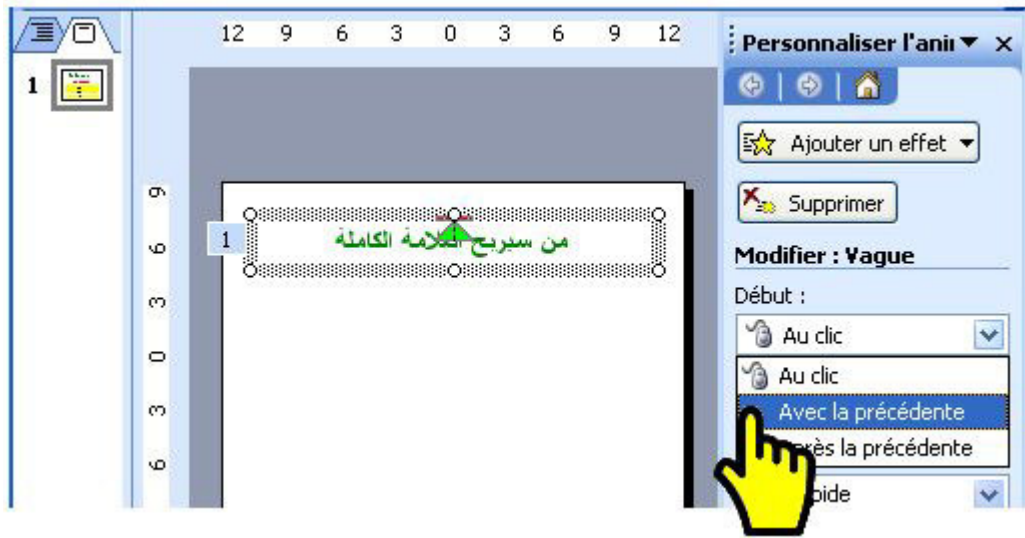 12 9 6 3 0 3 6 9 12
Personnaliser l'ani
1
Ajouter un effet
Supprimer
9
6
3
0
3
6
1
من سيربح العلامة الكاملة
Modifier : Vague
Début :
Au clic
Au clic
Avec la précédente
la précédente